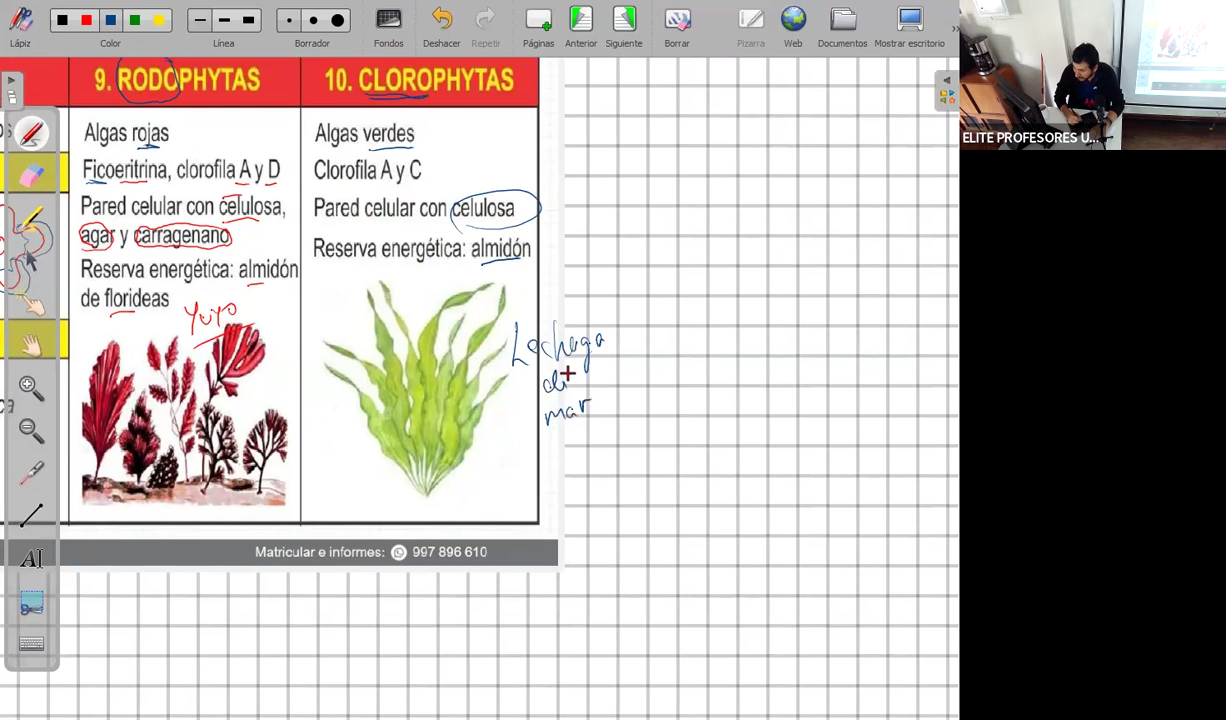 Lápiz
Color
Línea
Borrador
Fondos
Deshacer
Repetir
Páginas
Anterior
Siguiente
Borrar
Pizarra
Web
Documentos
Mostrar escritorio
»
ELITE PROFESORES U...
9. RODOPHYTAS
Algas rojas
Ficoeritrina, clorofila A y D
Pared celular con celulosa,
agar y carragenano
Reserva energética: almidón
de florideas
yuyo
10. CLOROPHYTAS
Algas verdes
Clorofila A y C
Pared celular con celulosa
Reserva energética: almidón
mar
Matricular e informes: 997 896 610
AI